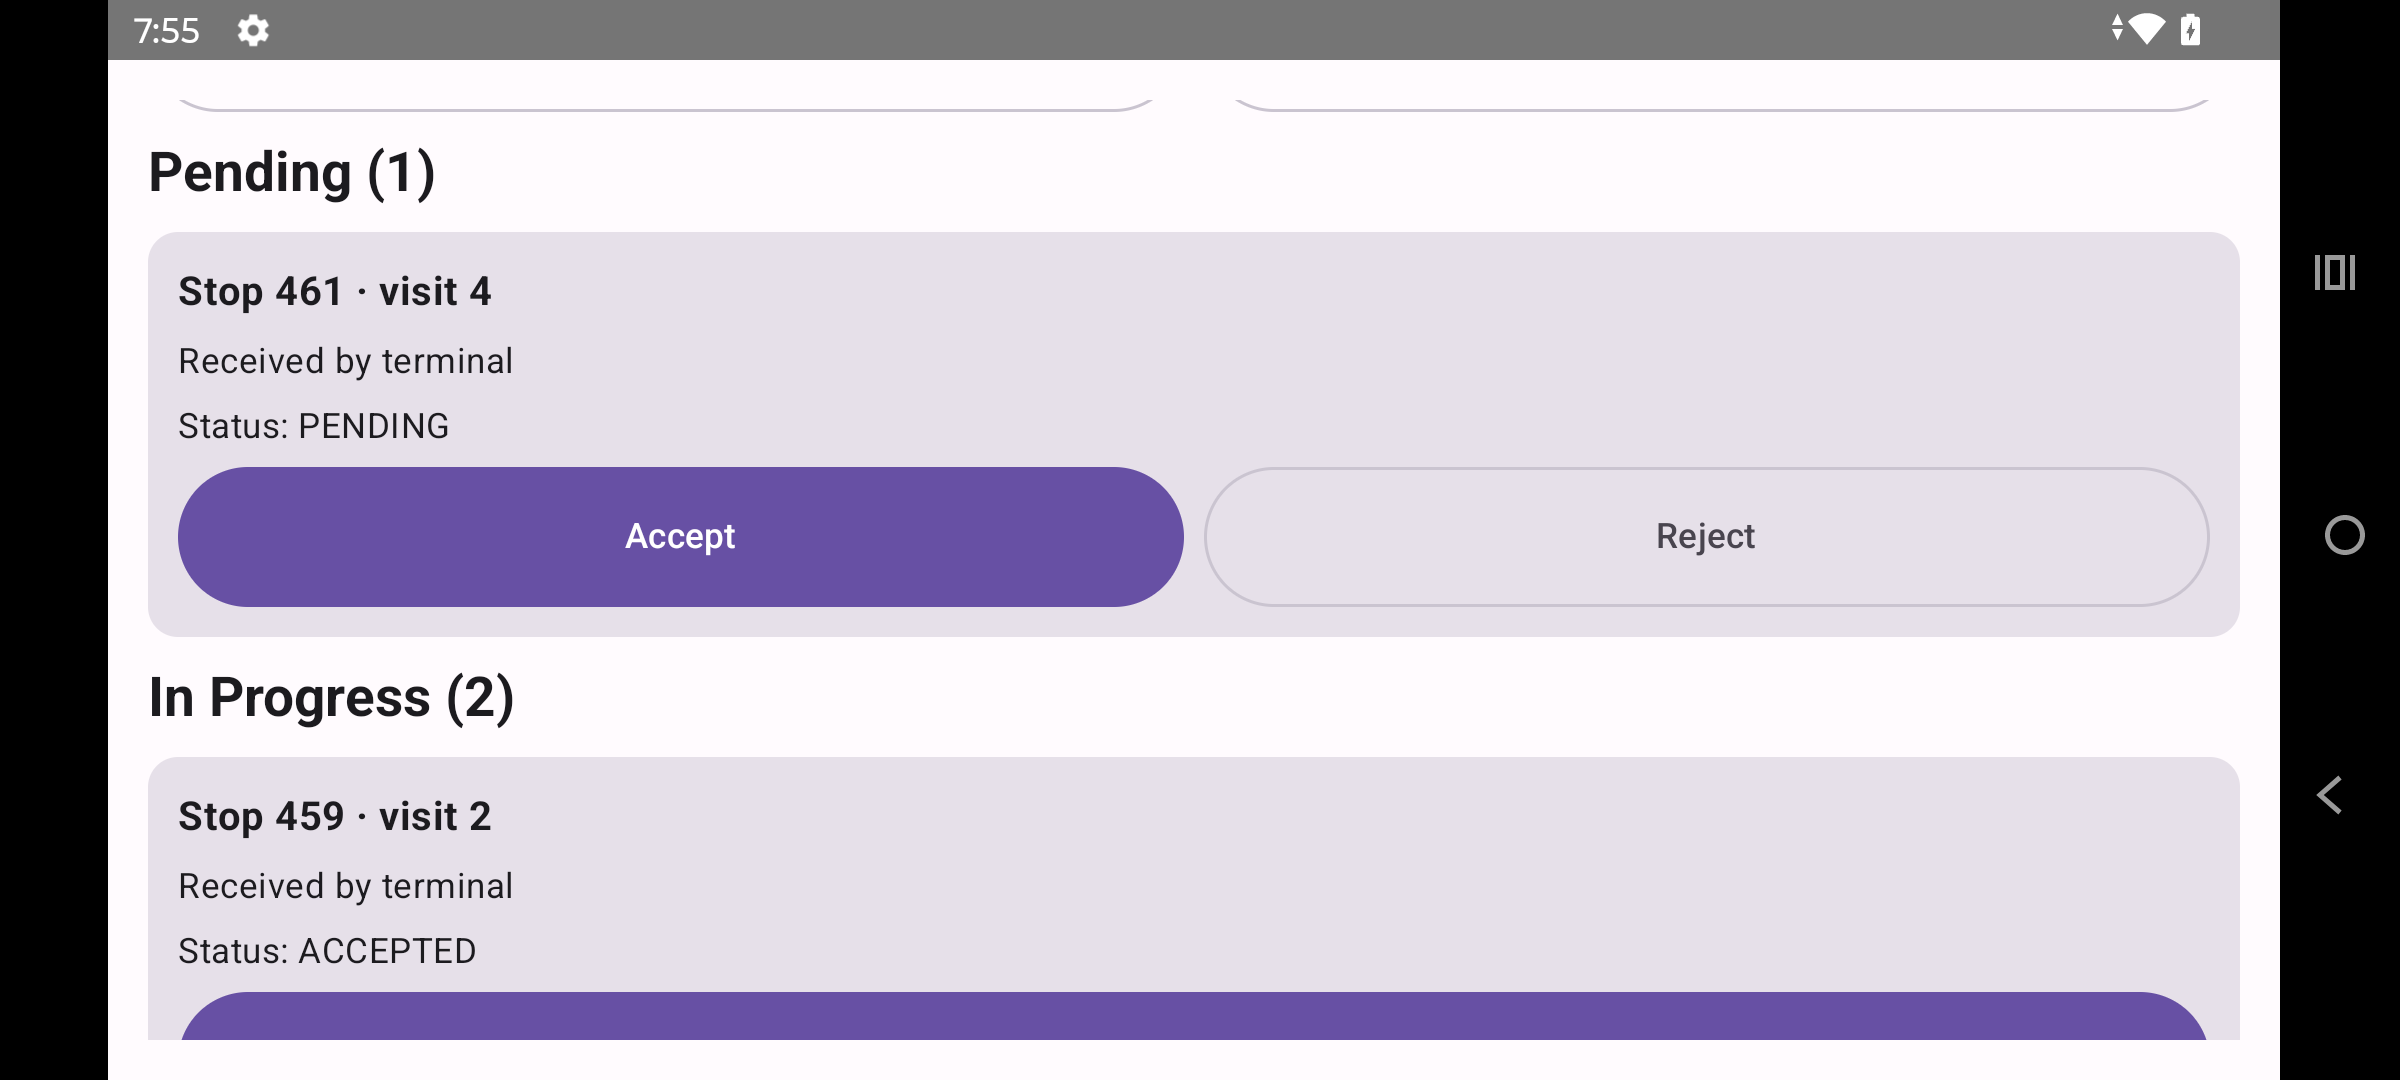 7:55
Pending (1)
Stop 461 · visit 4
Received by terminal
Status: PENDING
Accept
Reject
In Progress (2)
Stop 459 · visit 2
Received by terminal
Status: ACCEPTED